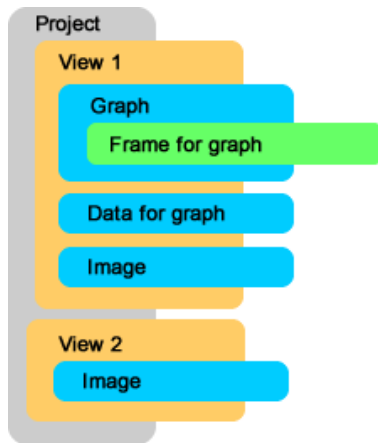 Project
View 1
Graph
Frame for graph
Data for graph
Image
View 2
Image